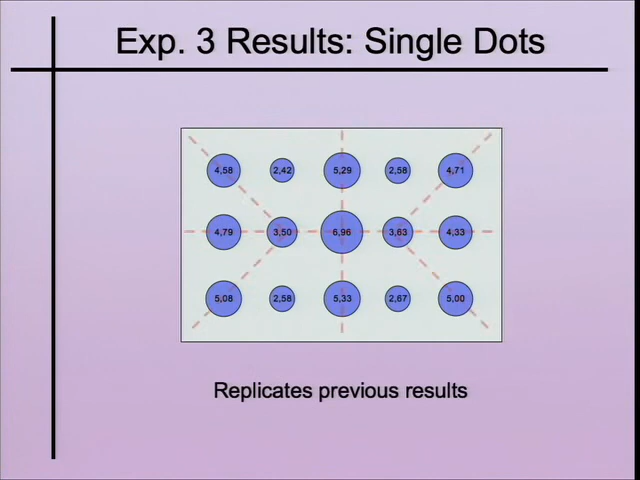 Exp. 3 Results: Single Dots
4,58 2,42 5,29 2,58 4,71
4,79 3,50 6,96 3,63 4,33
5,08 2,58 5,33 2,67 5,00
Replicates previous results